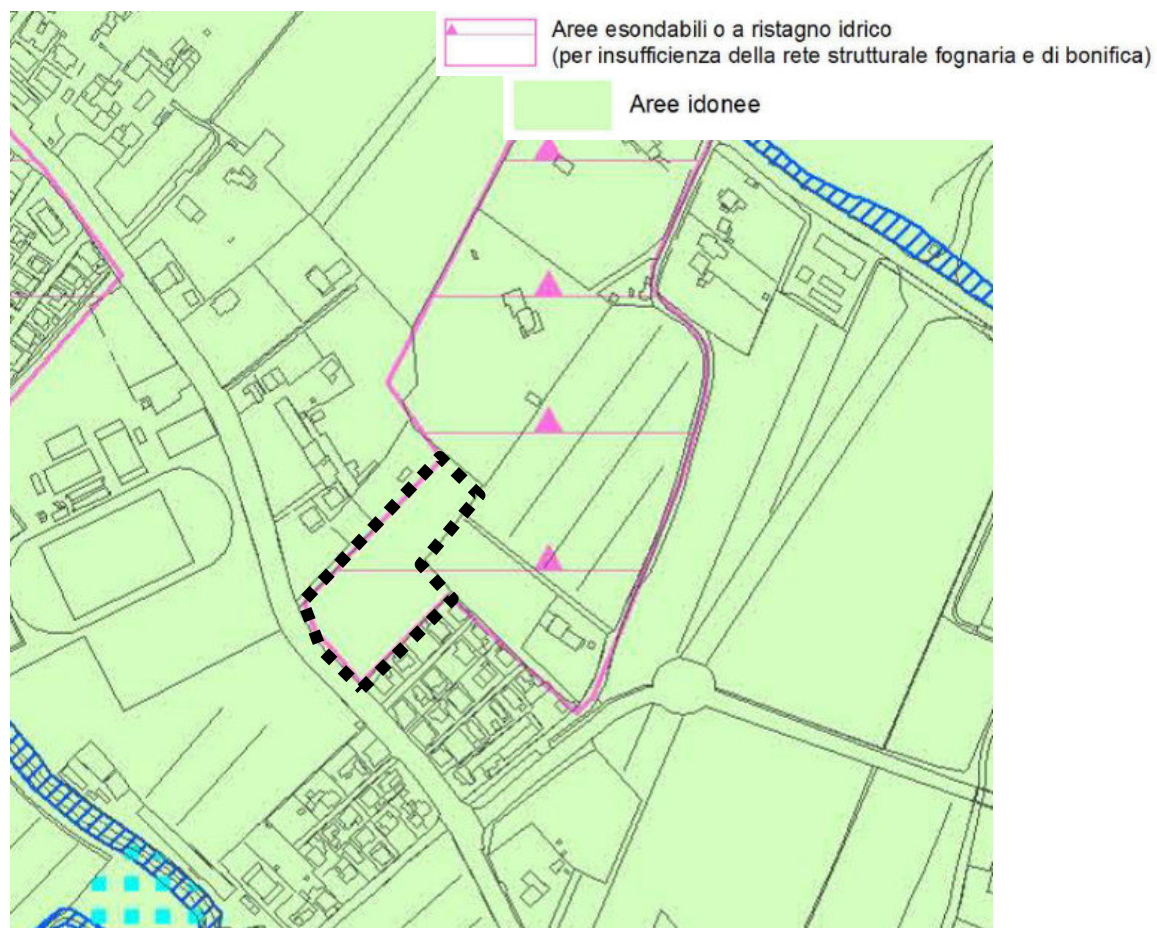 Aree esondabili o a ristagno idrico
(per insufficienza della rete strutturale fognaria e di bonifica)
Aree idonee